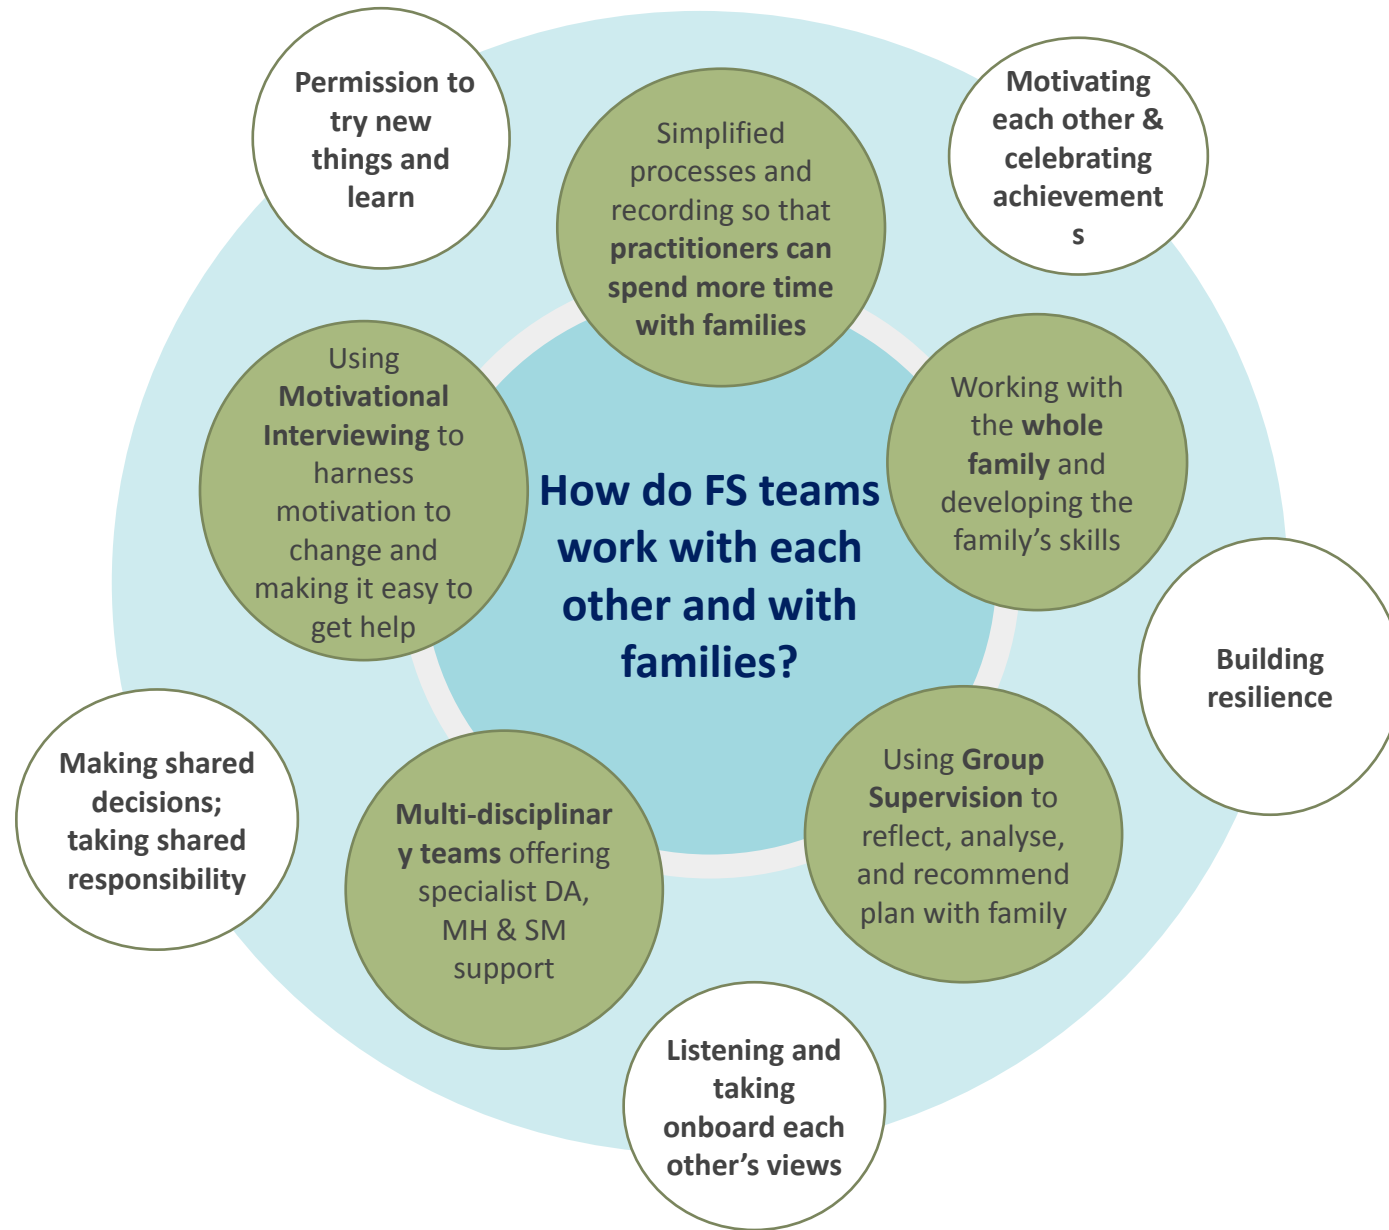 Permission to
try new
things and
learn
Simplified
processes and
recording so that
practitioners can
spend more time
with families
Motivating
each other &
celebrating
achievement
s
Using
Motivational
Interviewing to
harness
motivation to
change and
making it easy to
get help
How do FS teams
work with each
other and with
families?
Working with
the whole
family and
developing the
family’s skills
Building
resilience
Making shared
decisions;
taking shared
responsibility
Multi-disciplinar
y teams offering
specialist DA,
MH & SM
support
Using Group
Supervision to
reflect, analyse,
and recommend
plan with family
Listening and
taking
onboard each
other’s views